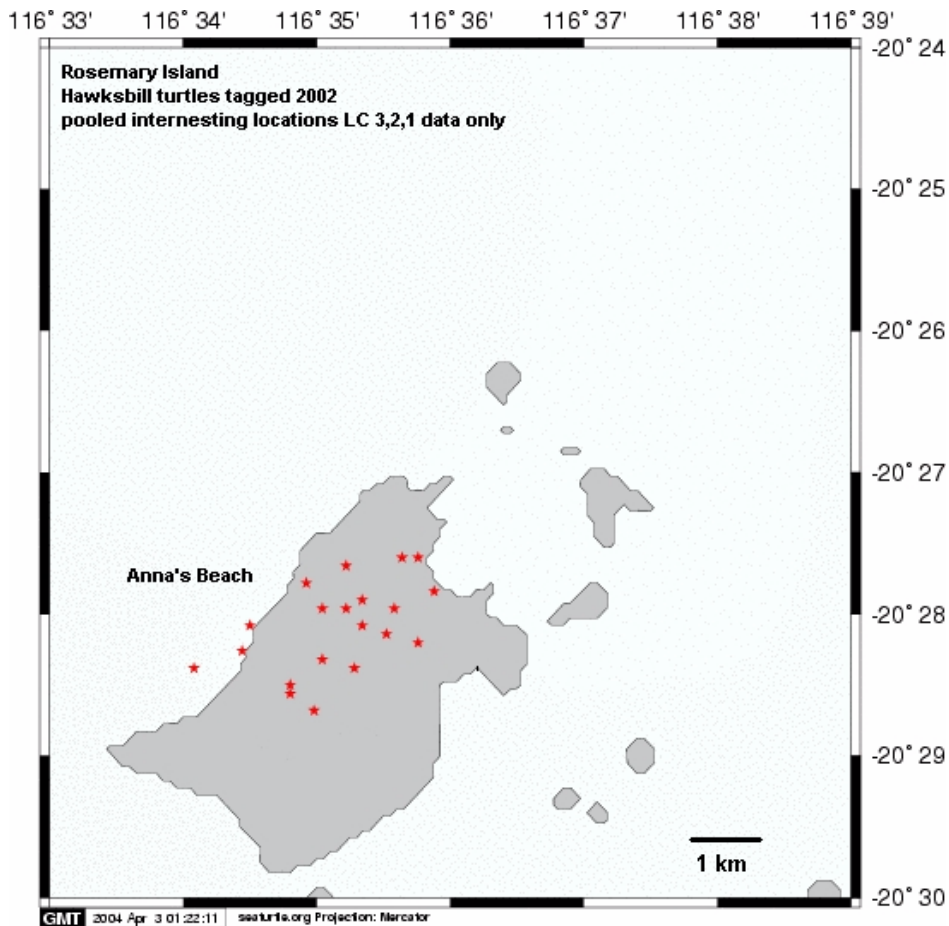 116˚33' 116˚34' 116˚35' 116˚36' 116˚37' 116˚38' 116˚39'
-20˚24'
Rosemary Island
Hawksbill turtles tagged 2002
pooled internesting locations LC 3,2,1 data only
-20˚25'
-20˚26'
-20˚27'
Anna's Beach
-20˚28'
-20˚29'
1 km
-20˚30'
GMT 2004 Apr 3 01:22:11 seaturtle.org Projection: Mercator